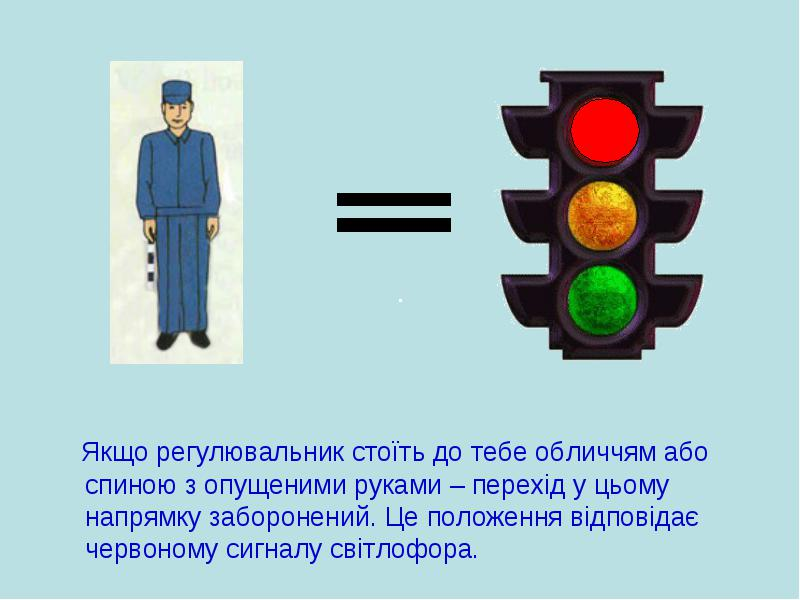 Якщо регулювальник стоїть до тебе обличчям або
спиною з опущеними руками – перехід у цьому
напрямку заборонений. Це положення відповідає
червоному сигналу світлофора.